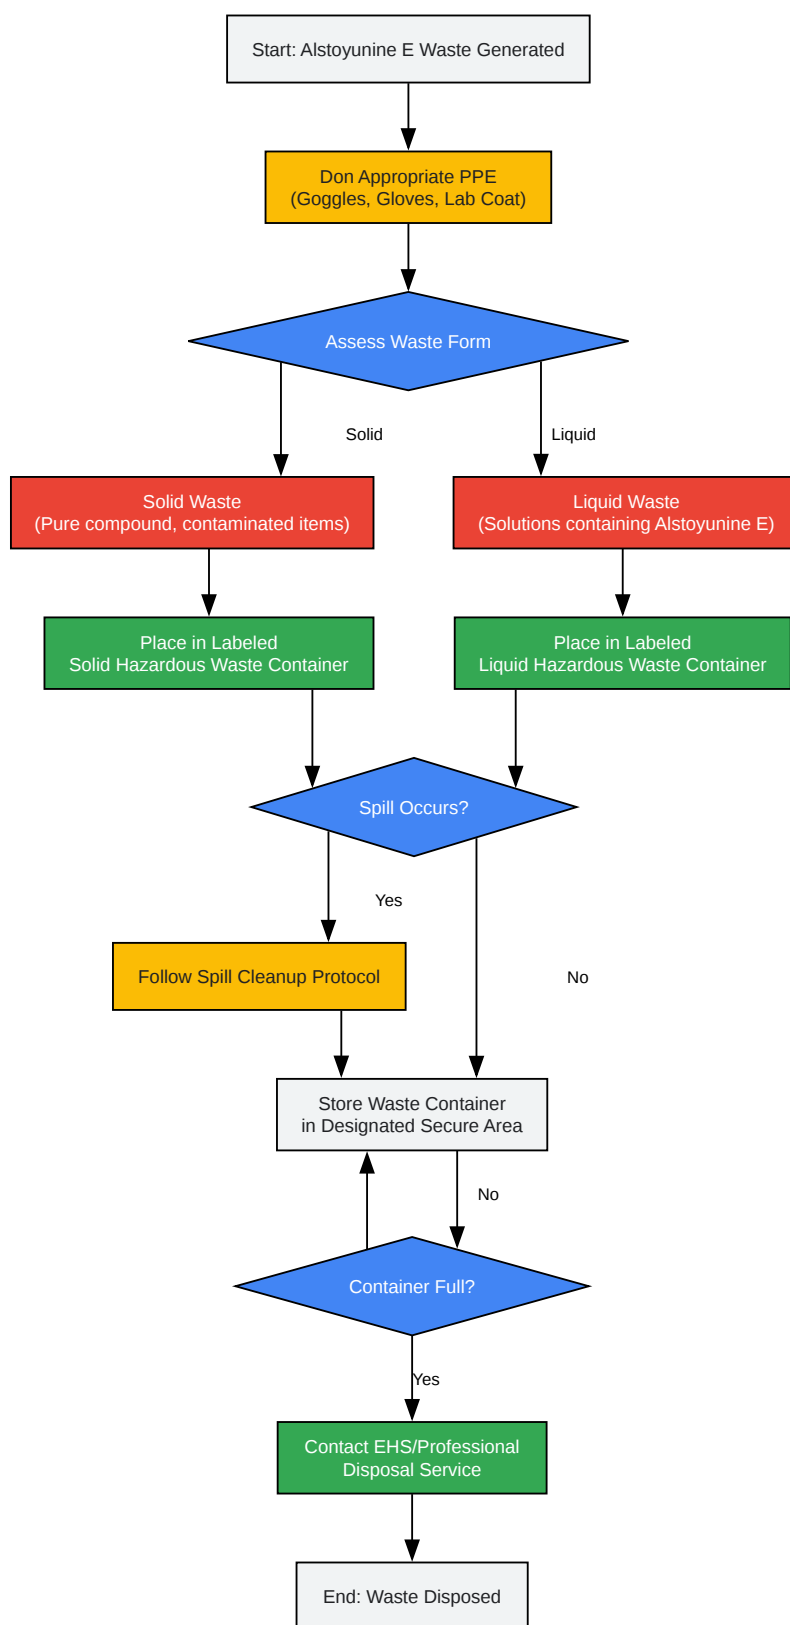 Start: Alstoyunine E Waste Generated
Don Appropriate PPE
(Goggles, Gloves, Lab Coat)
Assess Waste Form
Solid
Liquid
Solid Waste
(Pure compound, contaminated items)
Liquid Waste
(Solutions containing Alstoyunine E)
Place in Labeled
Solid Hazardous Waste Container
Place in Labeled
Liquid Hazardous Waste Container
Spill Occurs?
Yes
Follow Spill Cleanup Protocol
No
Store Waste Container
in Designated Secure Area
No
Container Full?
Yes
Contact EHS/Professional
Disposal Service
End: Waste Disposed